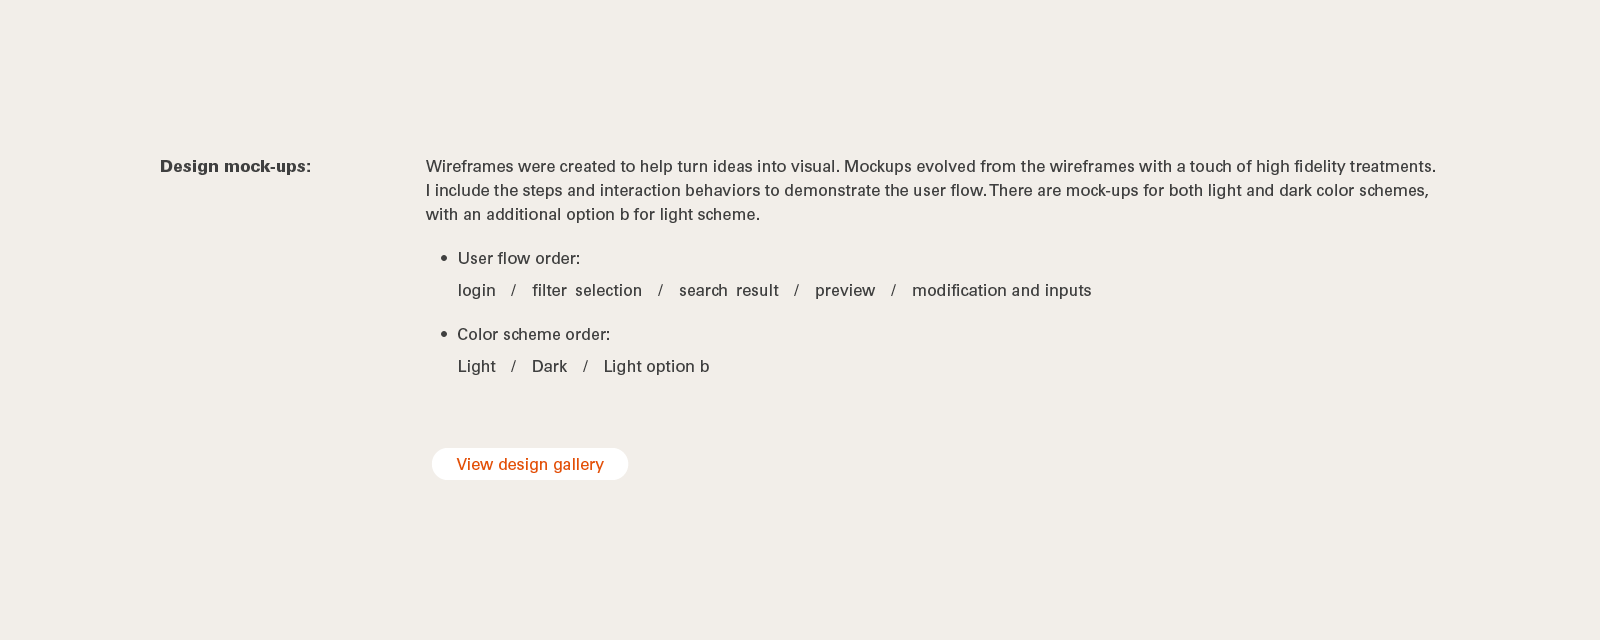 Design mock-ups:
Wireframes were created to help turn ideas into visual. Mockups evolved from the wireframes with a touch of high fidelity treatments.
I include the steps and interaction behaviors to demonstrate the user flow. There are mock-ups for both light and dark color schemes,
with an additional option b for light scheme.
• User flow order:
login / filter selection / search result / preview / modification and inputs
• Color scheme order:
Light / Dark / Light option b
View design gallery